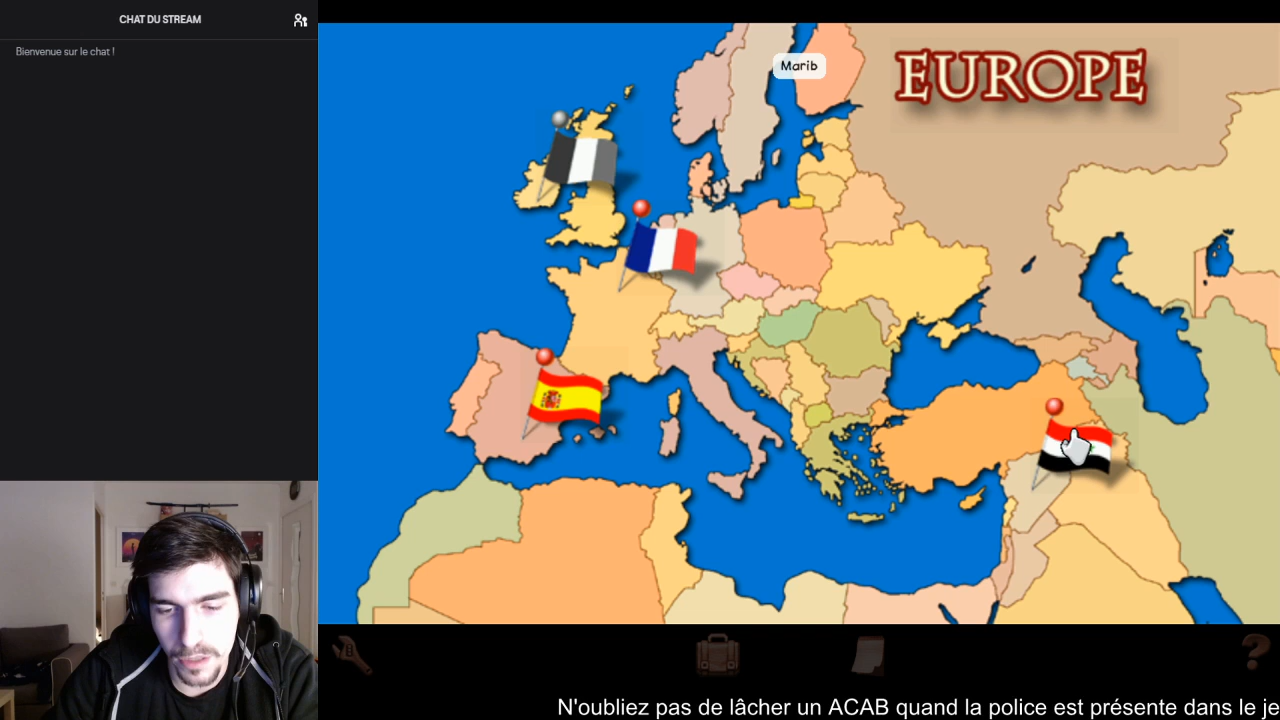 CHAT DU STREAM
Bienvenue sur le chat !
Marib
EUROPE
?
N'oubliez pas de lâcher un ACAB quand la police est présente dans le je